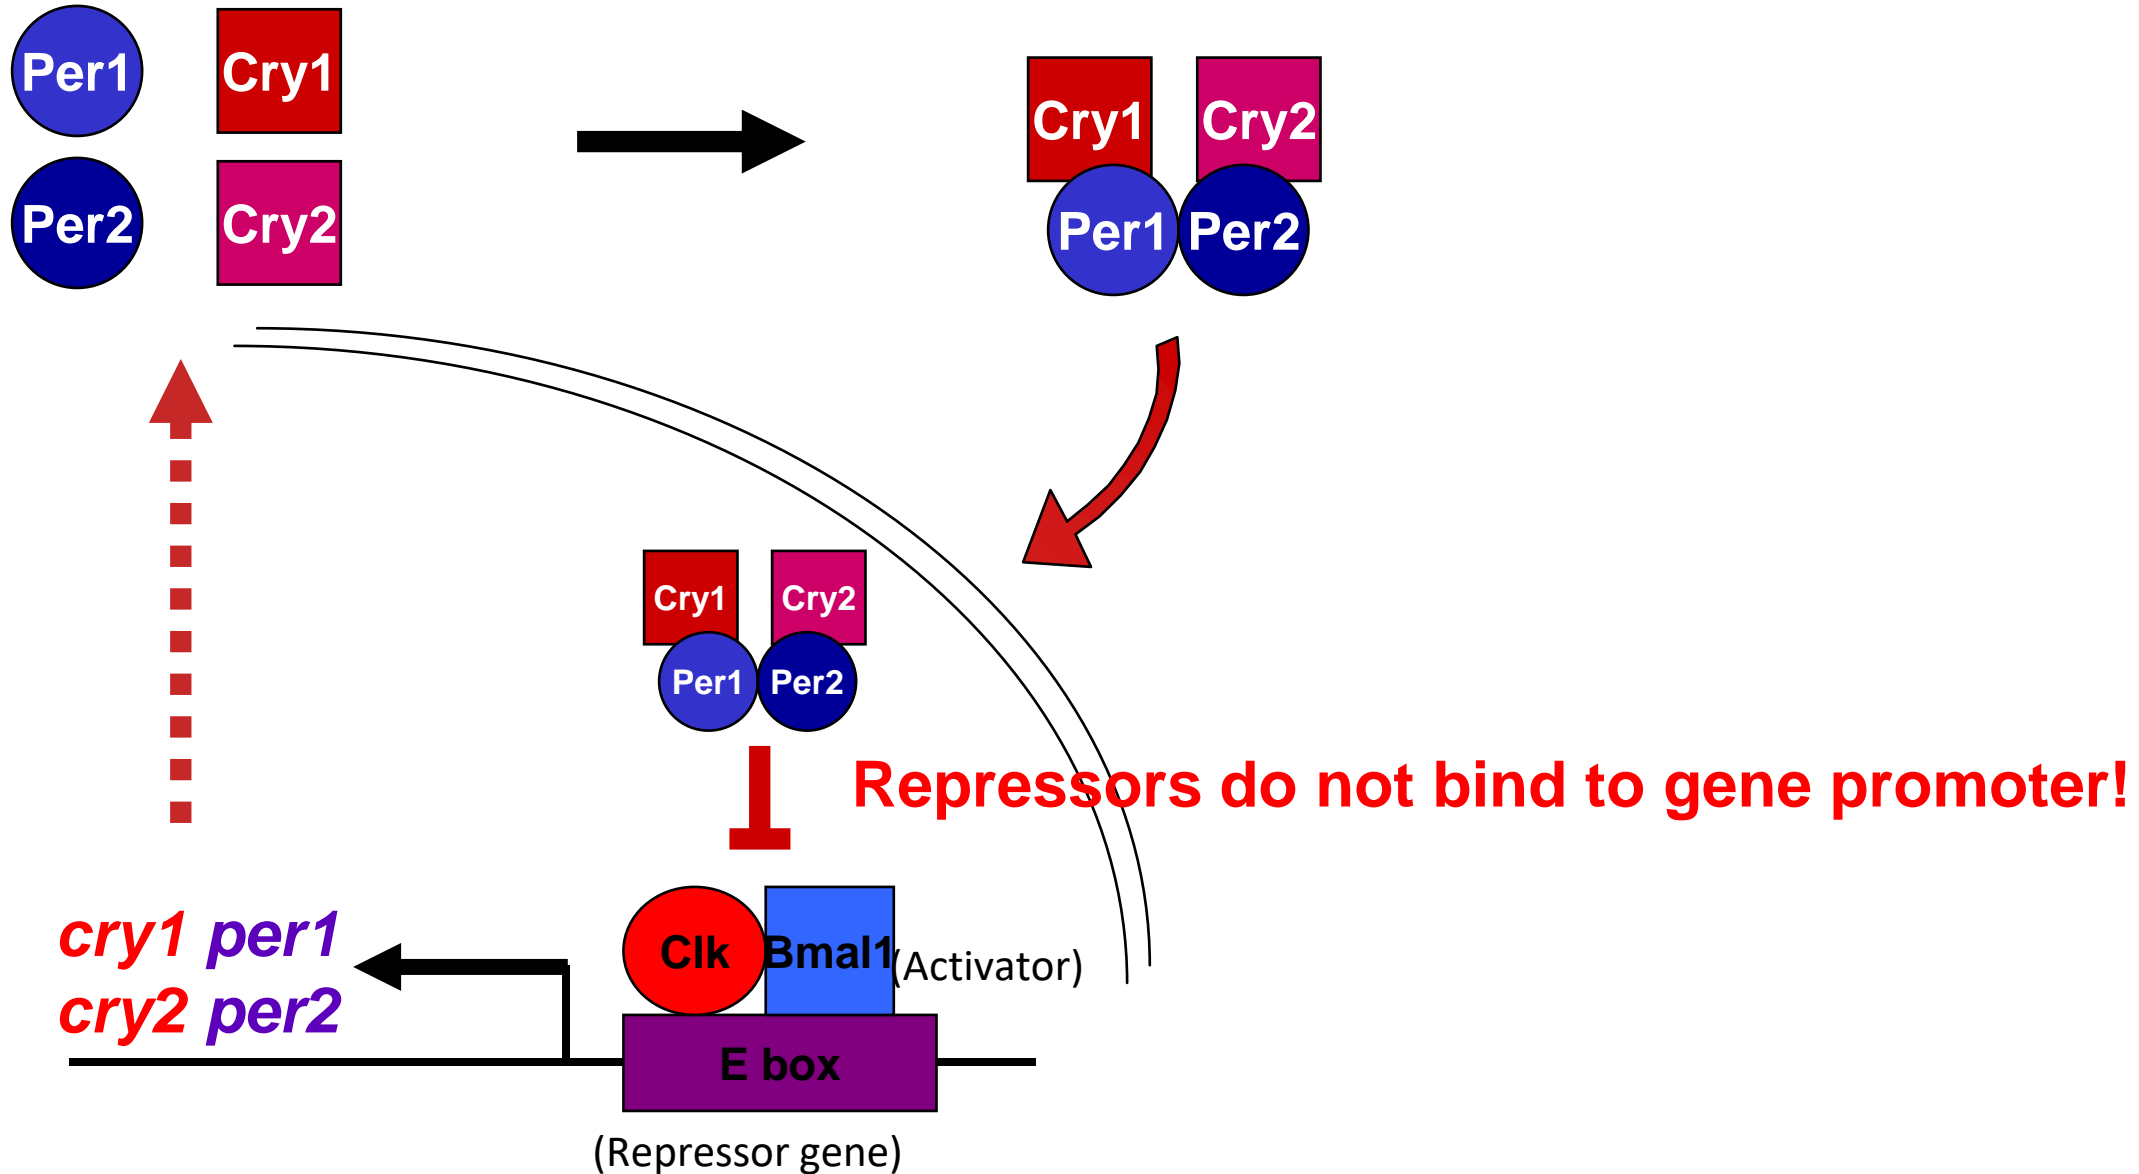 Per1
Cry1
Per2
Cry2
Cry1
Cry2
Per1
Per2
Cry1
Cry2
Per1
Per2
Repressors do not bind to gene promoter!
cry1 per1
cry2 per2
Clk
Bmal1
(Activator)
E box
(Repressor gene)